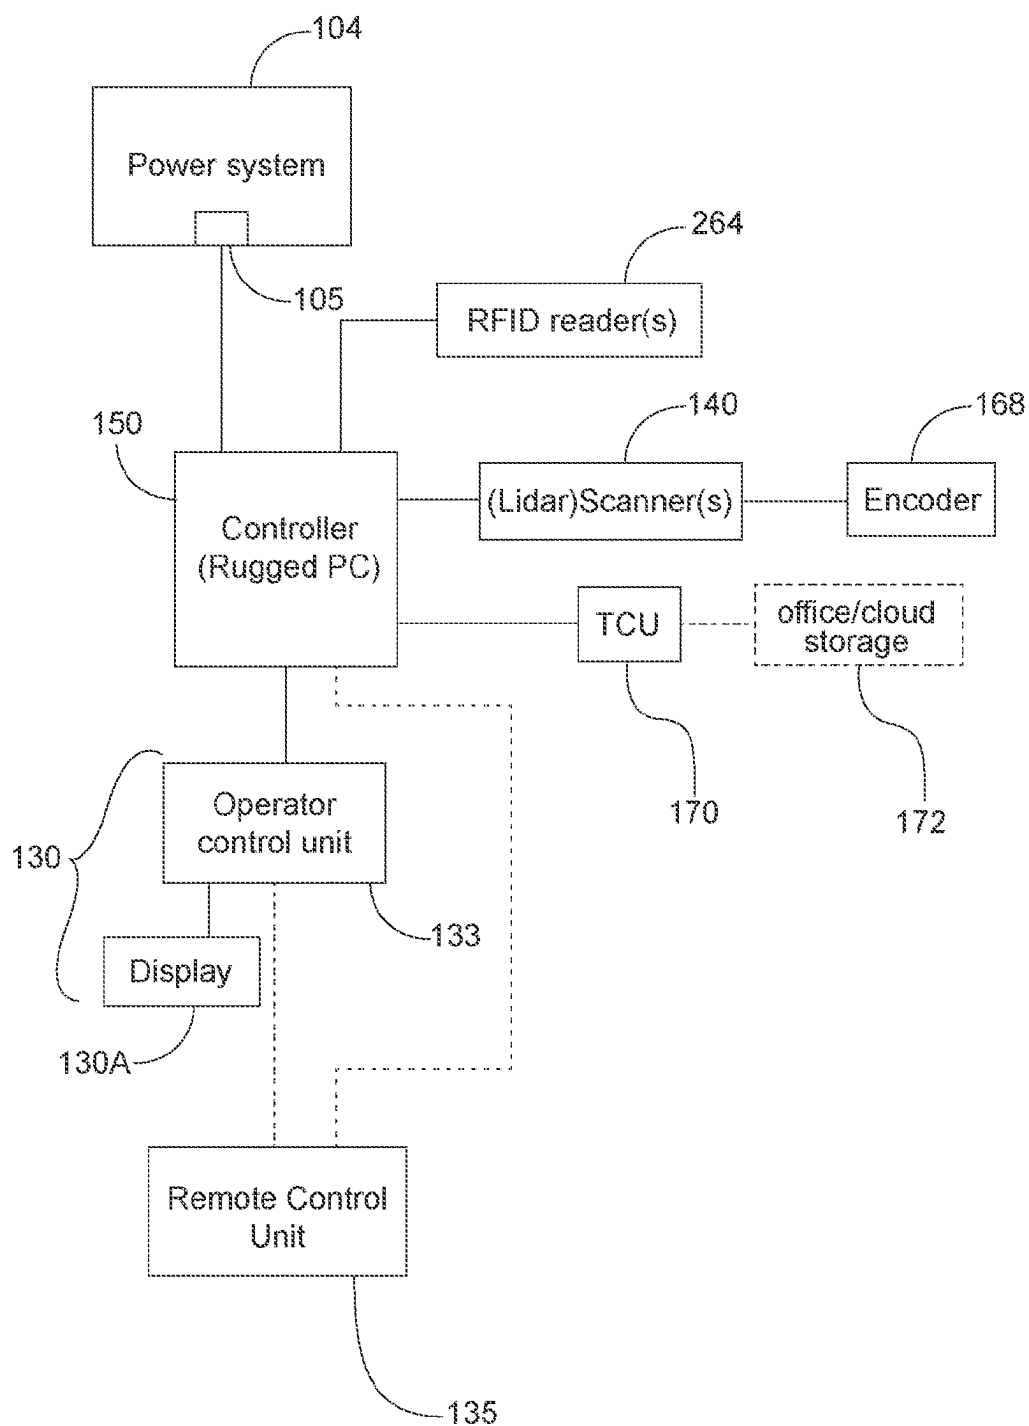 104
Power system
264
105
RFID reader(s)
150
140
168
(Lidar)Scanner(s)
Encoder
Controller
(Rugged PC)
TCU
office/cloud
storage
170
172
130
Operator
control unit
133
Display
130A
Remote Control
Unit
135